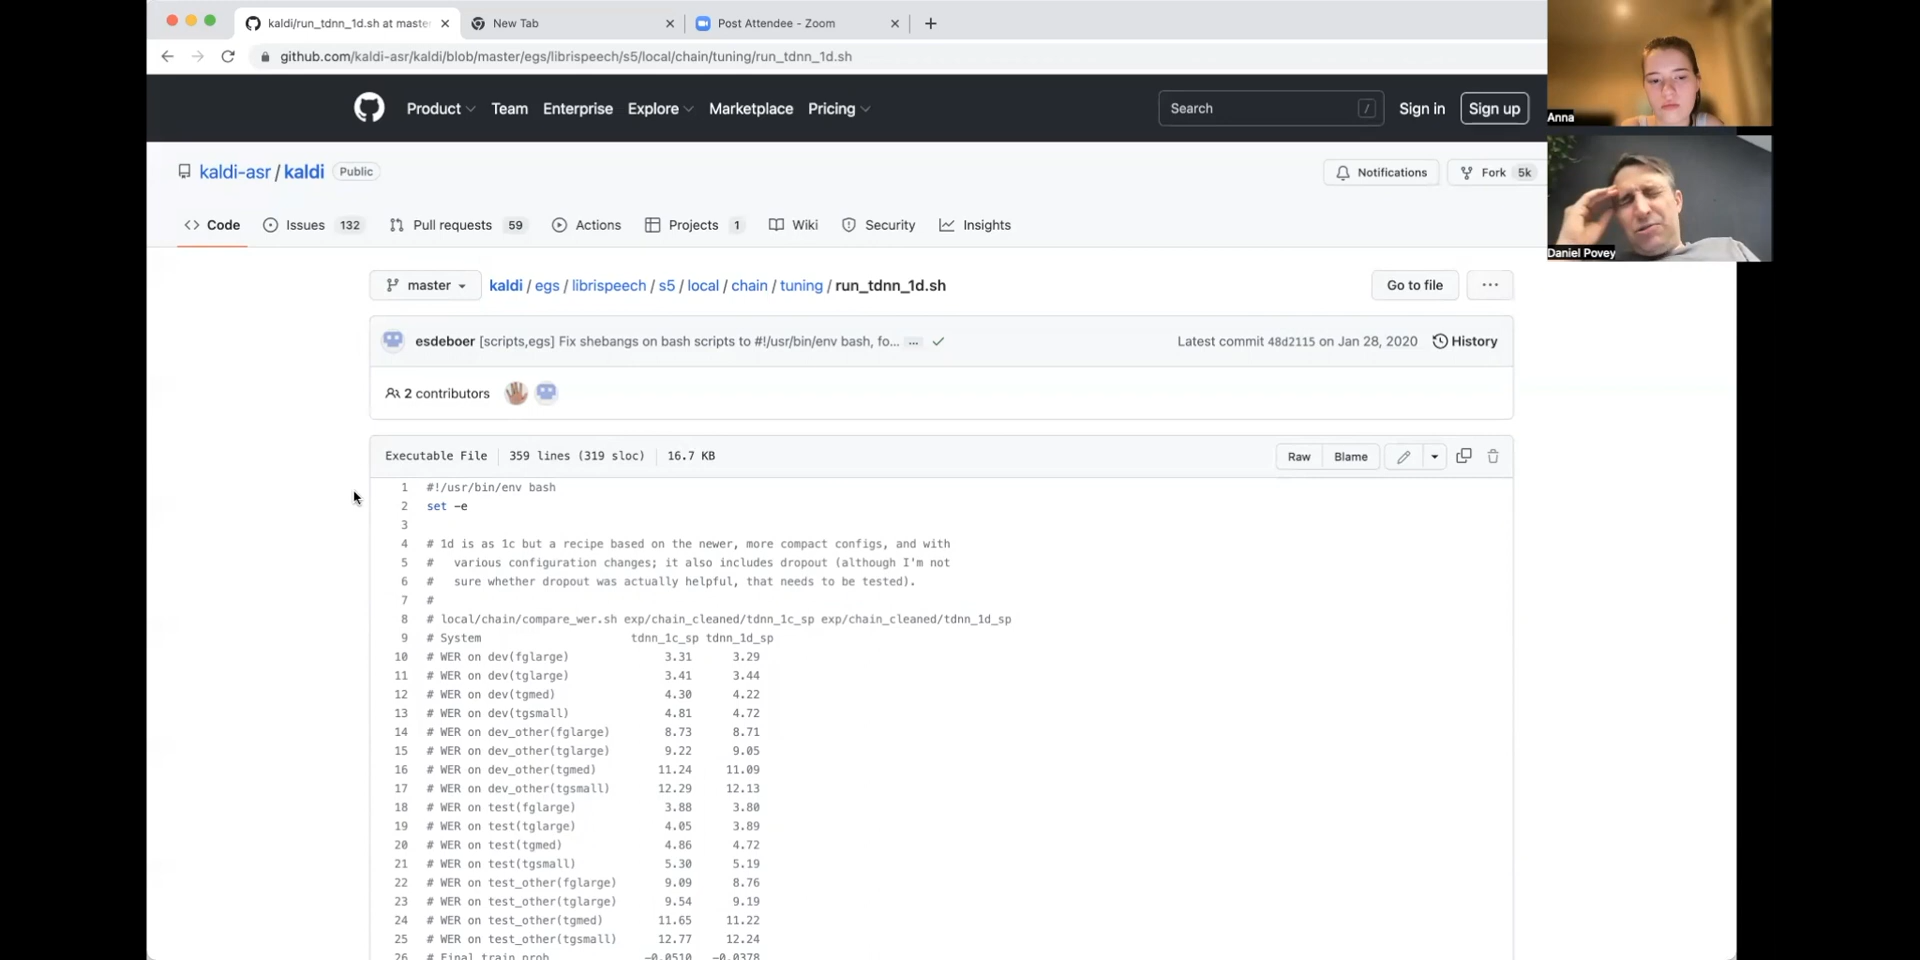 kaldi/run_tdnn_1d.sh at master
New Tab
Post Attendee - Zoom
github.com/kaldi-asr/kaldi/blob/master/egs/librispeech/s5/local/chain/tuning/run_tdnn_1d.sh
Product Team Enterprise Explore Marketplace Pricing Search / Sign in Sign up
Anna
kaldi-asr / kaldi Public Notifications Fork 5k
Code Issues 132 Pull requests 59 Actions Projects 1 Wiki Security Insights
Daniel Povey
master kaldi / egs / librispeech / s5 / local / chain / tuning / run_tdnn_1d.sh Go to file ...
esdeboer [scripts,egs] Fix shebangs on bash scripts to #!/usr/bin/env bash, fo... ... Latest commit 48d2115 on Jan 28, 2020 History
2 contributors
Executable File 359 lines (319 sloc) 16.7 KB Raw Blame
1 #!/usr/bin/env bash
2 set -e
3
4 # 1d is as 1c but a recipe based on the newer, more compact configs, and with
5 #   various configuration changes; it also includes dropout (although I'm not
6 #   sure whether dropout was actually helpful, that needs to be tested).
7 #
8 # local/chain/compare_wer.sh exp/chain_cleaned/tdnn_1c_sp exp/chain_cleaned/tdnn_1d_sp
9 # System                      tdnn_1c_sp tdnn_1d_sp
10 # WER on dev(fglarge)              3.31      3.29
11 # WER on dev(tglarge)              3.41      3.44
12 # WER on dev(tgmed)                4.30      4.22
13 # WER on dev(tgsmall)              4.81      4.72
14 # WER on dev_other(fglarge)        8.73      8.71
15 # WER on dev_other(tglarge)        9.22      9.05
16 # WER on dev_other(tgmed)         11.24     11.09
17 # WER on dev_other(tgsmall)       12.29     12.13
18 # WER on test(fglarge)             3.88      3.80
19 # WER on test(tglarge)             4.05      3.89
20 # WER on test(tgmed)               4.86      4.72
21 # WER on test(tgsmall)             5.30      5.19
22 # WER on test_other(fglarge)       9.09      8.76
23 # WER on test_other(tglarge)       9.54      9.19
24 # WER on test_other(tgmed)        11.65     11.22
25 # WER on test_other(tgsmall)      12.77     12.24
26 # Final train prob              -0.0510   -0.0378